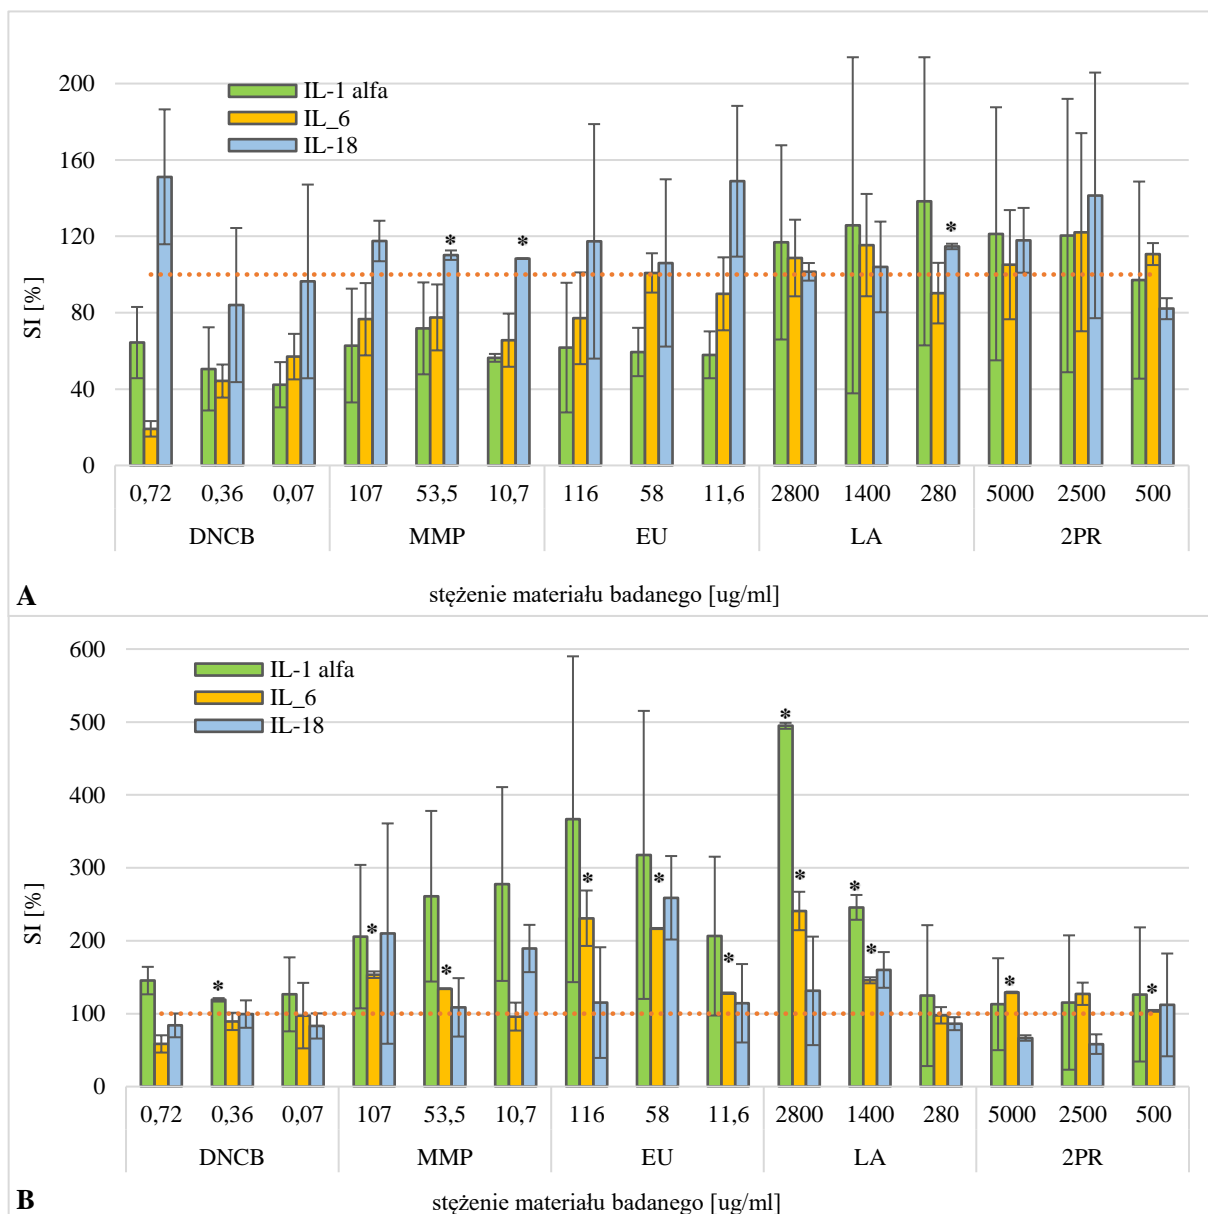 200
160
120
80
40
0
SI [%]
IL-1 alfa
IL_6
IL-18
*
*
*
0,72 0,36 0,07 107 53,5 10,7 116 58 11,6 2800 1400 280 5000 2500 500
DNCB MMP EU LA 2PR
A
stężenie materiału badanego [ug/ml]
600
500
400
300
200
100
0
SI [%]
IL-1 alfa
IL_6
IL-18
*
*
*
*
*
*
*
*
*
*
*
*
0,72 0,36 0,07 107 53,5 10,7 116 58 11,6 2800 1400 280 5000 2500 500
DNCB MMP EU LA 2PR
B
stężenie materiału badanego [ug/ml]